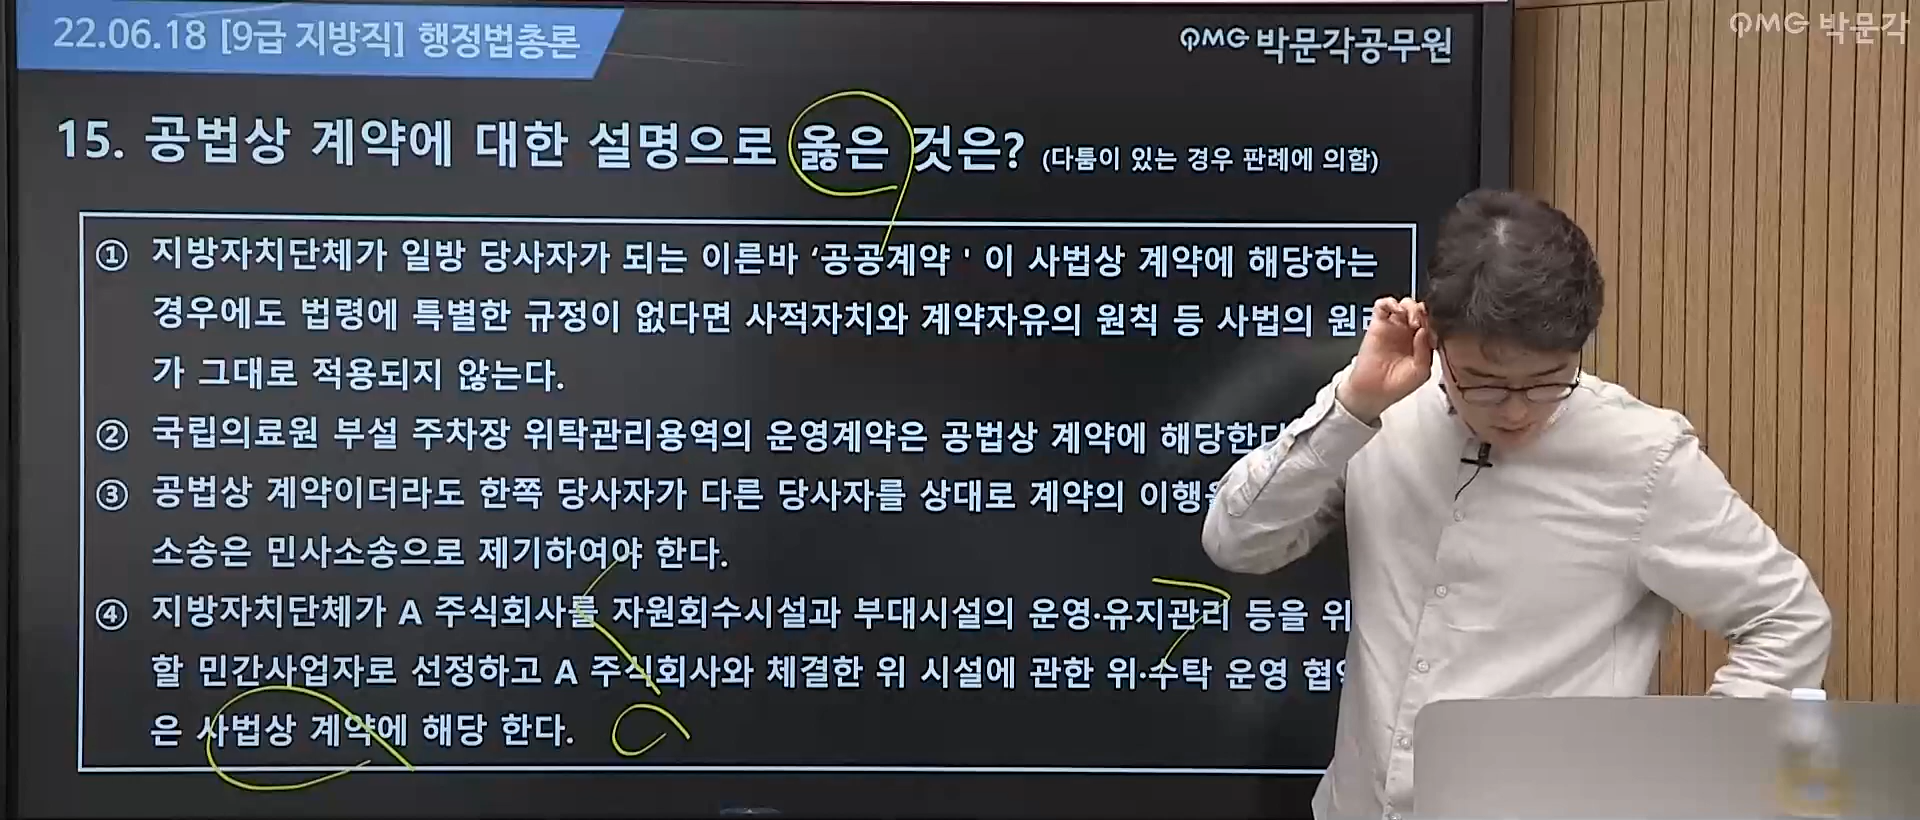 22.06.18 [9급 지방직] 행정법총론
박문각공무원
박문각
15. 공법상 계약에 대한 설명으로 옳은 것은? (다툼이 있는 경우 판례에 의함)
① 지방자치단체가 일방 당사자가 되는 이른바 ‘공공계약 ' 이 사법상 계약에 해당하는
경우에도 법령에 특별한 규정이 없다면 사적자치와 계약자유의 원칙 등 사법의
가 그대로 적용되지 않는다.
② 국립의료원 부설 주차장 위탁관리용역의 운영계약은 공법상 계약에
③ 공법상 계약이더라도 한쪽 당사자가 다른 당사자를 상대로 계약의
소송은 민사소송으로 제기하여야 한다.
④ 지방자치단체가 A 주식회사를 자원회수시설과 부대시설의 운영·유지관리 등을
할 민간사업자로 선정하고 A 주식회사와 체결한 위 시설에 관한 위·수탁 운영
은 사법상 계약에 해당 한다.